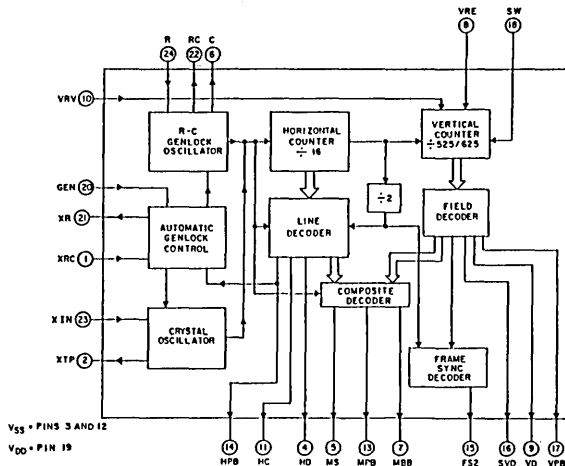 R RC C VRE SW
24 22 6 8 18
VRV 10
R-C
GENLOCK
OSCILLATOR
HORIZONTAL
COUNTER
÷ 16
VERTICAL
COUNTER
÷ 525/625
GEN 20
XR 21
XRC 1
AUTOMATIC
GENLOCK
CONTROL
LINE
DECODER
÷2
FIELD
DECODER
COMPOSITE
DECODER
XIN 23
XTP 2
CRYSTAL
OSCILLATOR
FRAME
SYNC
DECODER
VSS = PINS 3 AND 12
VDD = PIN 19
14 11 4 5 13 7 15 16 9 17
HPB HC HD MS MPB MBB FS2 SVD VD VPB